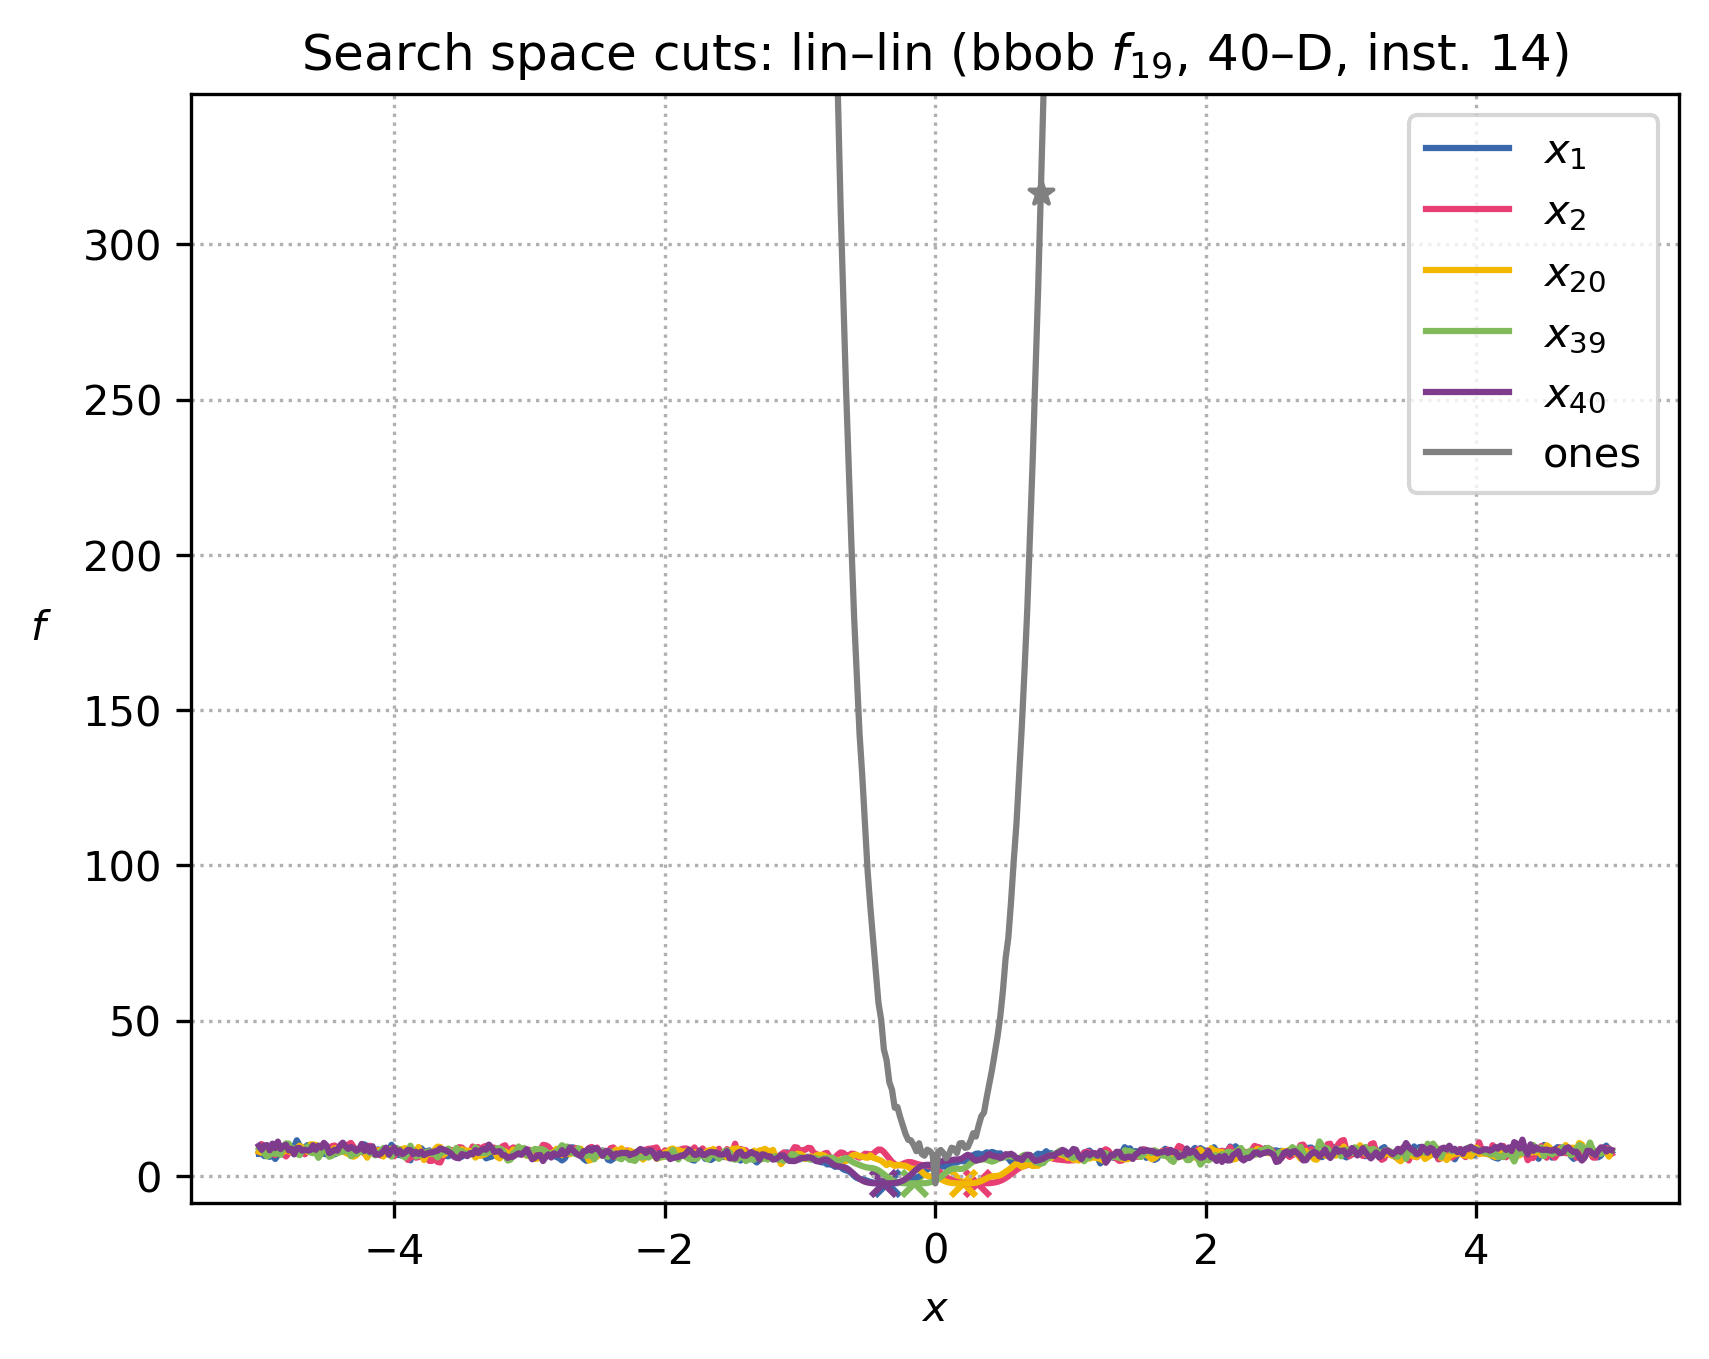 Search space cuts: lin–lin (bbob f₁₉, 40–D, inst. 14)
x₁
x₂
x₂₀
x₃₉
x₄₀
ones
300
250
200
150
100
50
0
f
−4
−2
0
2
4
x